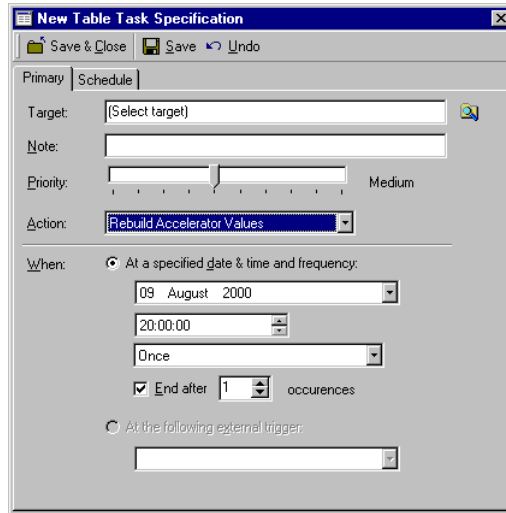 New Table Task Specification
Save & Close Save Undo
Primary Schedule
Target: (Select target)
Note:
Priority: Medium
Action: Rebuild Accelerator Values
When: At a specified date & time and frequency:
09 August 2000
20:00:00
Once
End after 1 occurences
At the following external trigger: